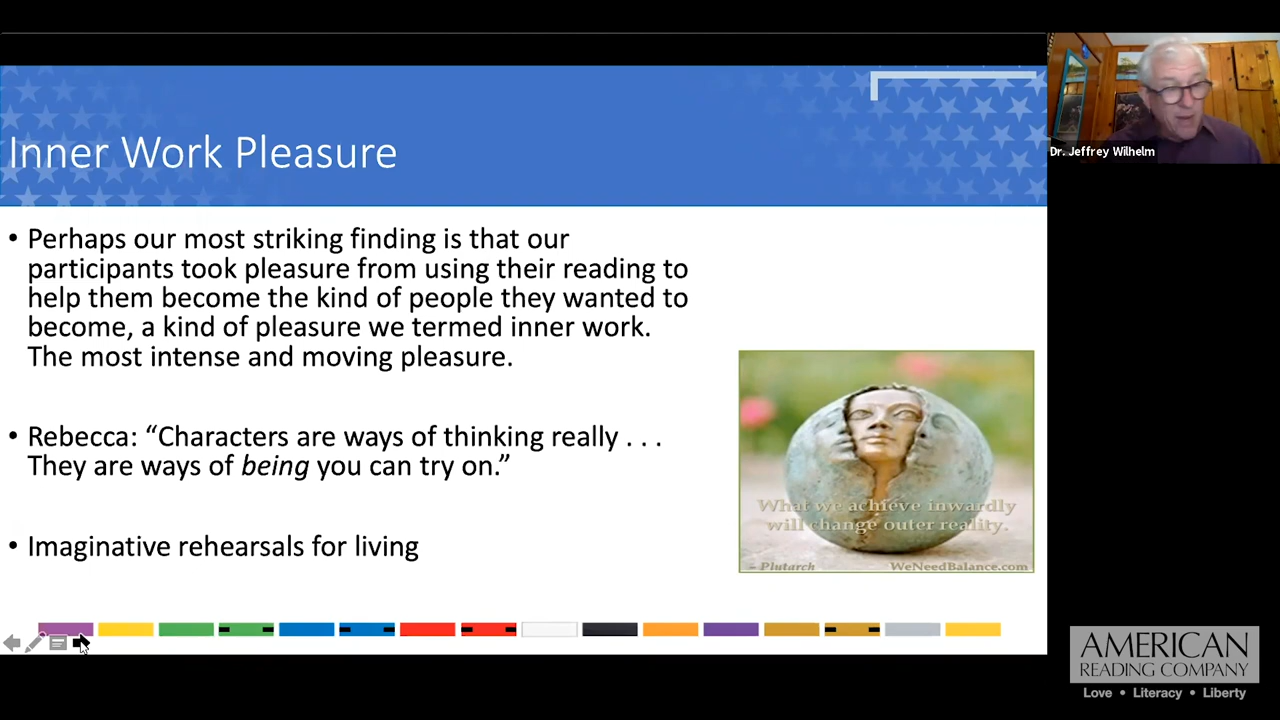 Inner Work Pleasure
• Perhaps our most striking finding is that our
participants took pleasure from using their reading to
help them become the kind of people they wanted to
become, a kind of pleasure we termed inner work.
The most intense and moving pleasure.
• Rebecca: “Characters are ways of thinking really . . .
They are ways of being you can try on.”
• Imaginative rehearsals for living
What we achieve inwardly
will change outer reality.
– Plutarch
WeNeedBalance.com
Dr. Jeffrey Wilhelm
AMERICAN
READING COMPANY
Love • Literacy • Liberty